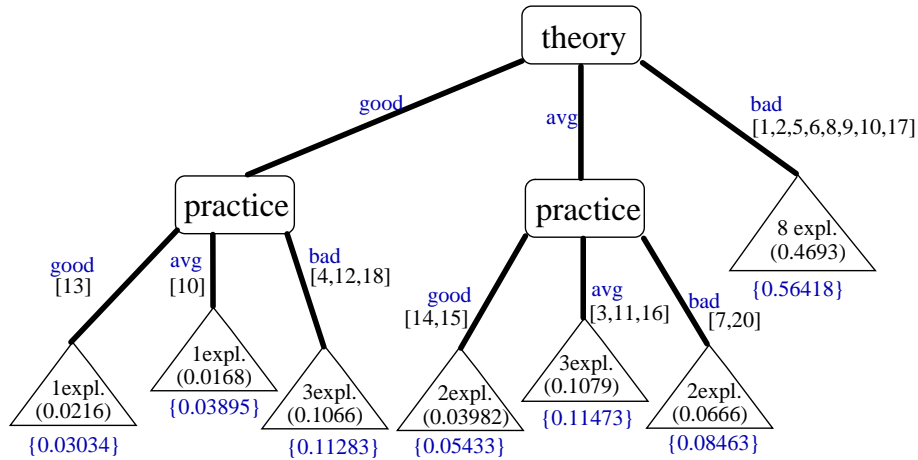 theory
good
avg
bad
[1,2,5,6,8,9,10,17]
practice
practice
8 expl.
(0.4693)
{0.56418}
good
[13]
avg
[10]
bad
[4,12,18]
good
[14,15]
avg
[3,11,16]
bad
[7,20]
1expl.
(0.0216)
{0.03034}
1expl.
(0.0168)
{0.03895}
3expl.
(0.1066)
{0.11283}
2expl.
(0.03982)
{0.05433}
3expl.
(0.1079)
{0.11473}
2expl.
(0.0666)
{0.08463}